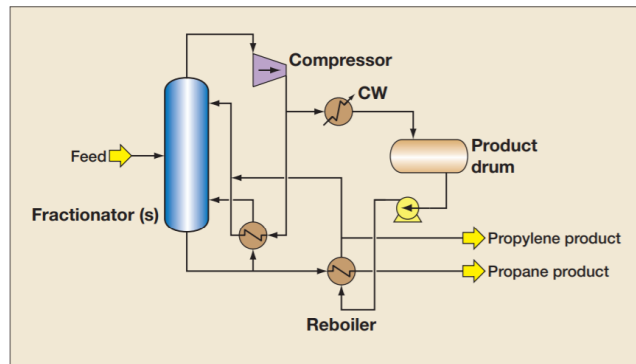 Compressor
CW
Product
drum
Feed
Fractionator (s)
Propylene product
Propane product
Reboiler